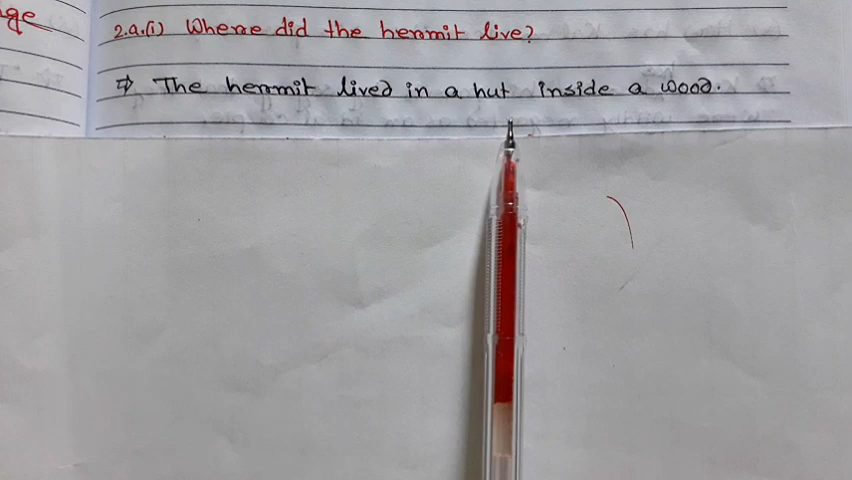 ge
2.a.(i) Where did the hermit live?
⇒ The hermit lived in a hut inside a wood.